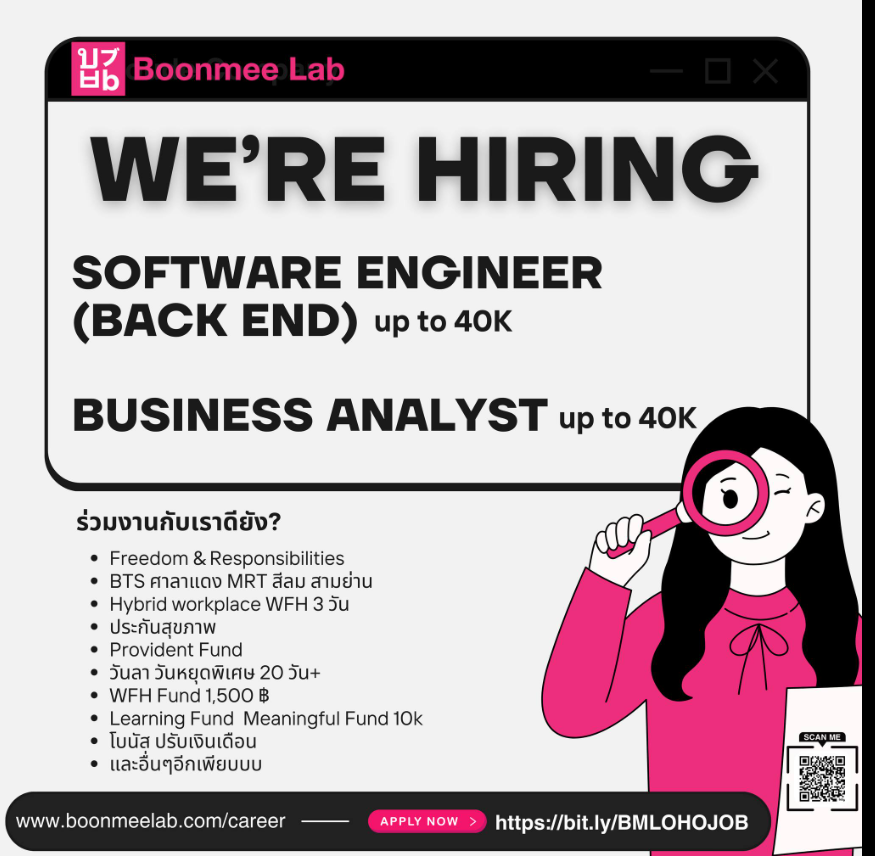 Boonmee Lab
WE'RE HIRING
SOFTWARE ENGINEER
(BACK END) up to 40K
BUSINESS ANALYST up to 40K
ร่วมงานกับเราดียัง?
• Freedom & Responsibilities
• BTS ศาลาแดง MRT สีลม สามย่าน
• Hybrid workplace WFH 3 วัน
• ประกันสุขภาพ
• Provident Fund
• วันลา วันหยุดพิเศษ 20 วัน+
• WFH Fund 1,500 ฿
• Learning Fund Meaningful Fund 10k
• โบนัส ปรับเงินเดือน
• และอื่นๆอีกเพียบบบ
SCAN ME
www.boonmeelab.com/career APPLY NOW > https://bit.ly/BMLOHOJOB